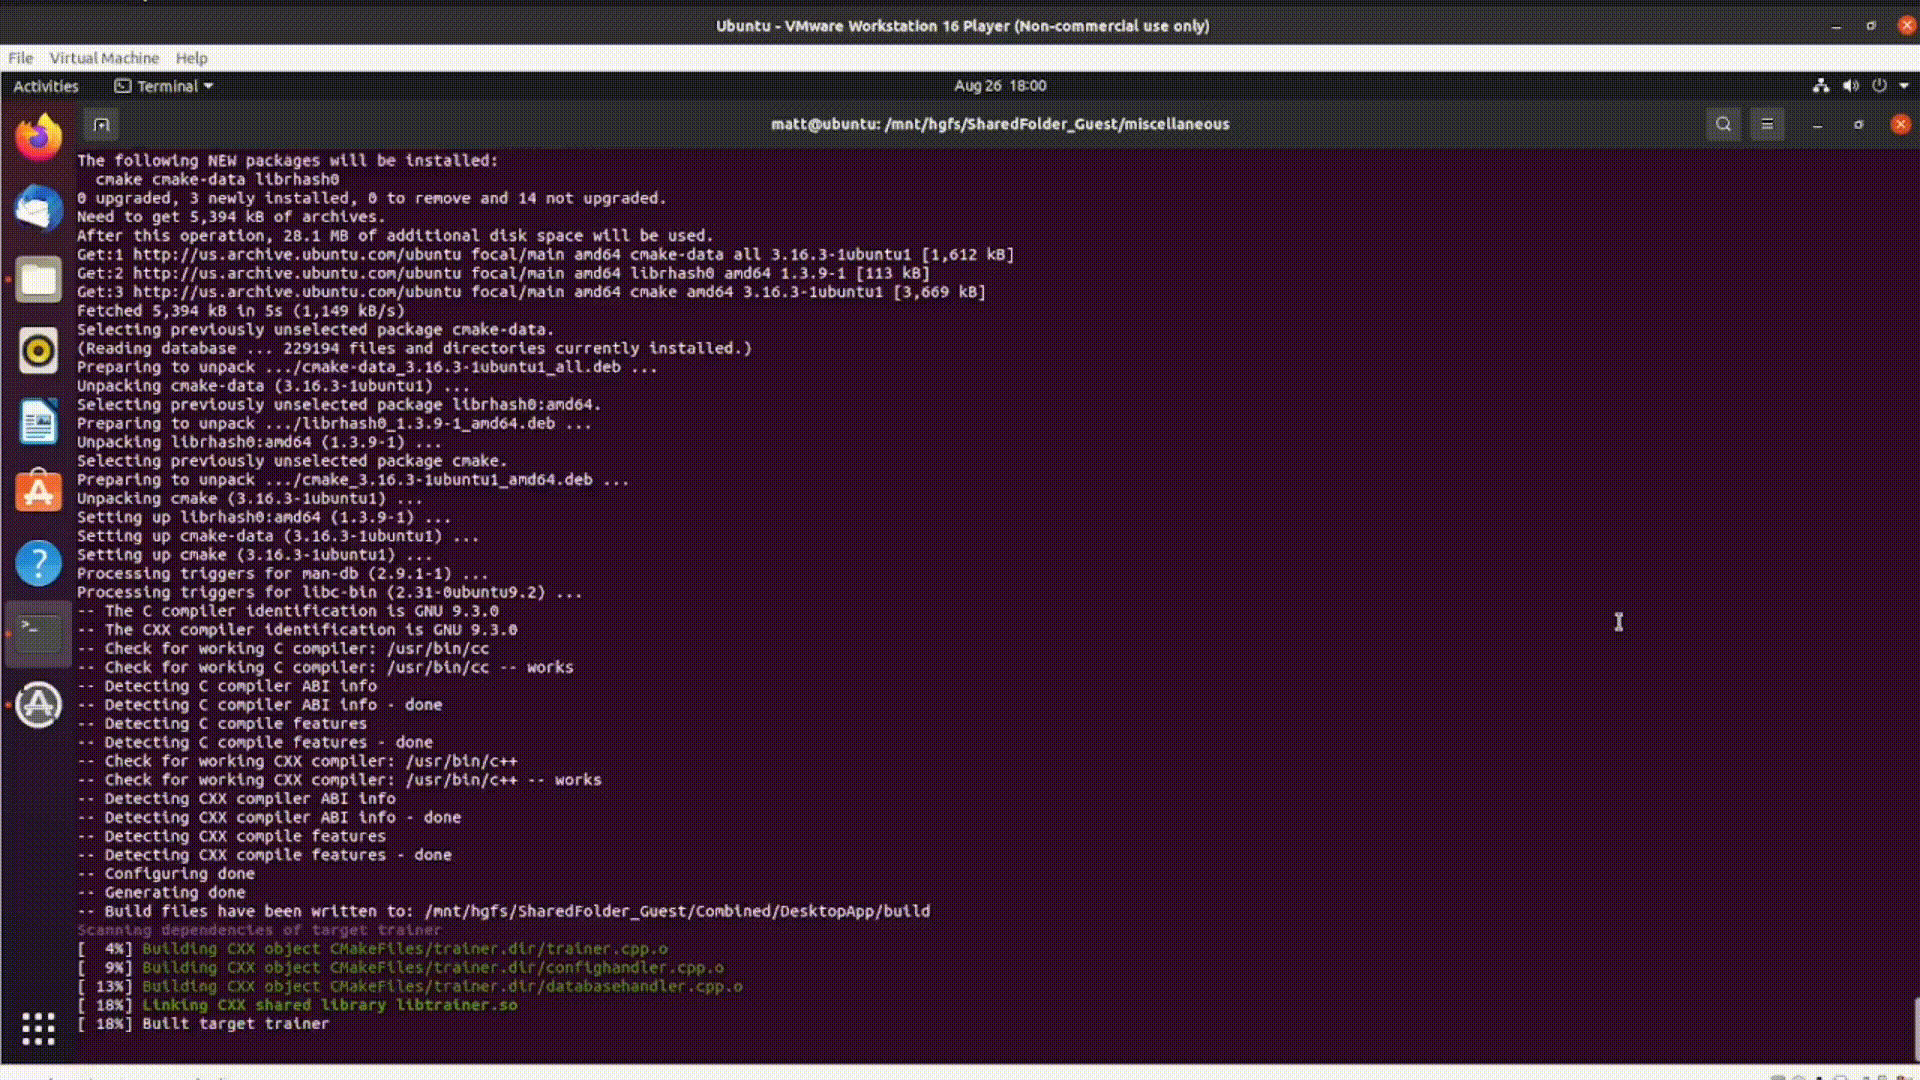 Ubuntu - VMware Workstation 16 Player (Non-commercial use only)
File Virtual Machine Help
Activities Terminal Aug 26 18:00
matt@ubuntu: /mnt/hgfs/SharedFolder_Guest/miscellaneous
The following NEW packages will be installed:
cmake cmake-data librhash0
0 upgraded, 3 newly installed, 0 to remove and 14 not upgraded.
Need to get 5,394 kB of archives.
After this operation, 28.1 MB of additional disk space will be used.
Get:1 http://us.archive.ubuntu.com/ubuntu focal/main amd64 cmake-data all 3.16.3-1ubuntu1 [1,612 kB]
Get:2 http://us.archive.ubuntu.com/ubuntu focal/main amd64 librhash0 amd64 1.3.9-1 [113 kB]
Get:3 http://us.archive.ubuntu.com/ubuntu focal/main amd64 cmake amd64 3.16.3-1ubuntu1 [3,669 kB]
Fetched 5,394 kB in 5s (1,149 kB/s)
Selecting previously unselected package cmake-data.
(Reading database ... 229194 files and directories currently installed.)
Preparing to unpack .../cmake-data_3.16.3-1ubuntu1_all.deb ...
Unpacking cmake-data (3.16.3-1ubuntu1) ...
Selecting previously unselected package librhash0:amd64.
Preparing to unpack .../librhash0_1.3.9-1_amd64.deb ...
Unpacking librhash0:amd64 (1.3.9-1) ...
Selecting previously unselected package cmake.
Preparing to unpack .../cmake_3.16.3-1ubuntu1_amd64.deb ...
Unpacking cmake (3.16.3-1ubuntu1) ...
Setting up librhash0:amd64 (1.3.9-1) ...
Setting up cmake-data (3.16.3-1ubuntu1) ...
Setting up cmake (3.16.3-1ubuntu1) ...
Processing triggers for man-db (2.9.1-1) ...
Processing triggers for libc-bin (2.31-0ubuntu9.2) ...
-- The C compiler identification is GNU 9.3.0
-- The CXX compiler identification is GNU 9.3.0
-- Check for working C compiler: /usr/bin/cc
-- Check for working C compiler: /usr/bin/cc -- works
-- Detecting C compiler ABI info
-- Detecting C compiler ABI info - done
-- Detecting C compile features
-- Detecting C compile features - done
-- Check for working CXX compiler: /usr/bin/c++
-- Check for working CXX compiler: /usr/bin/c++ -- works
-- Detecting CXX compiler ABI info
-- Detecting CXX compiler ABI info - done
-- Detecting CXX compile features
-- Detecting CXX compile features - done
-- Configuring done
-- Generating done
-- Build files have been written to: /mnt/hgfs/SharedFolder_Guest/Combined/DesktopApp/build
Scanning dependencies of target trainer
[  4%] Building CXX object CMakeFiles/trainer.dir/trainer.cpp.o
[  9%] Building CXX object CMakeFiles/trainer.dir/confighandler.cpp.o
[ 13%] Building CXX object CMakeFiles/trainer.dir/databasehandler.cpp.o
[ 18%] Linking CXX shared library libtrainer.so
[ 18%] Built target trainer